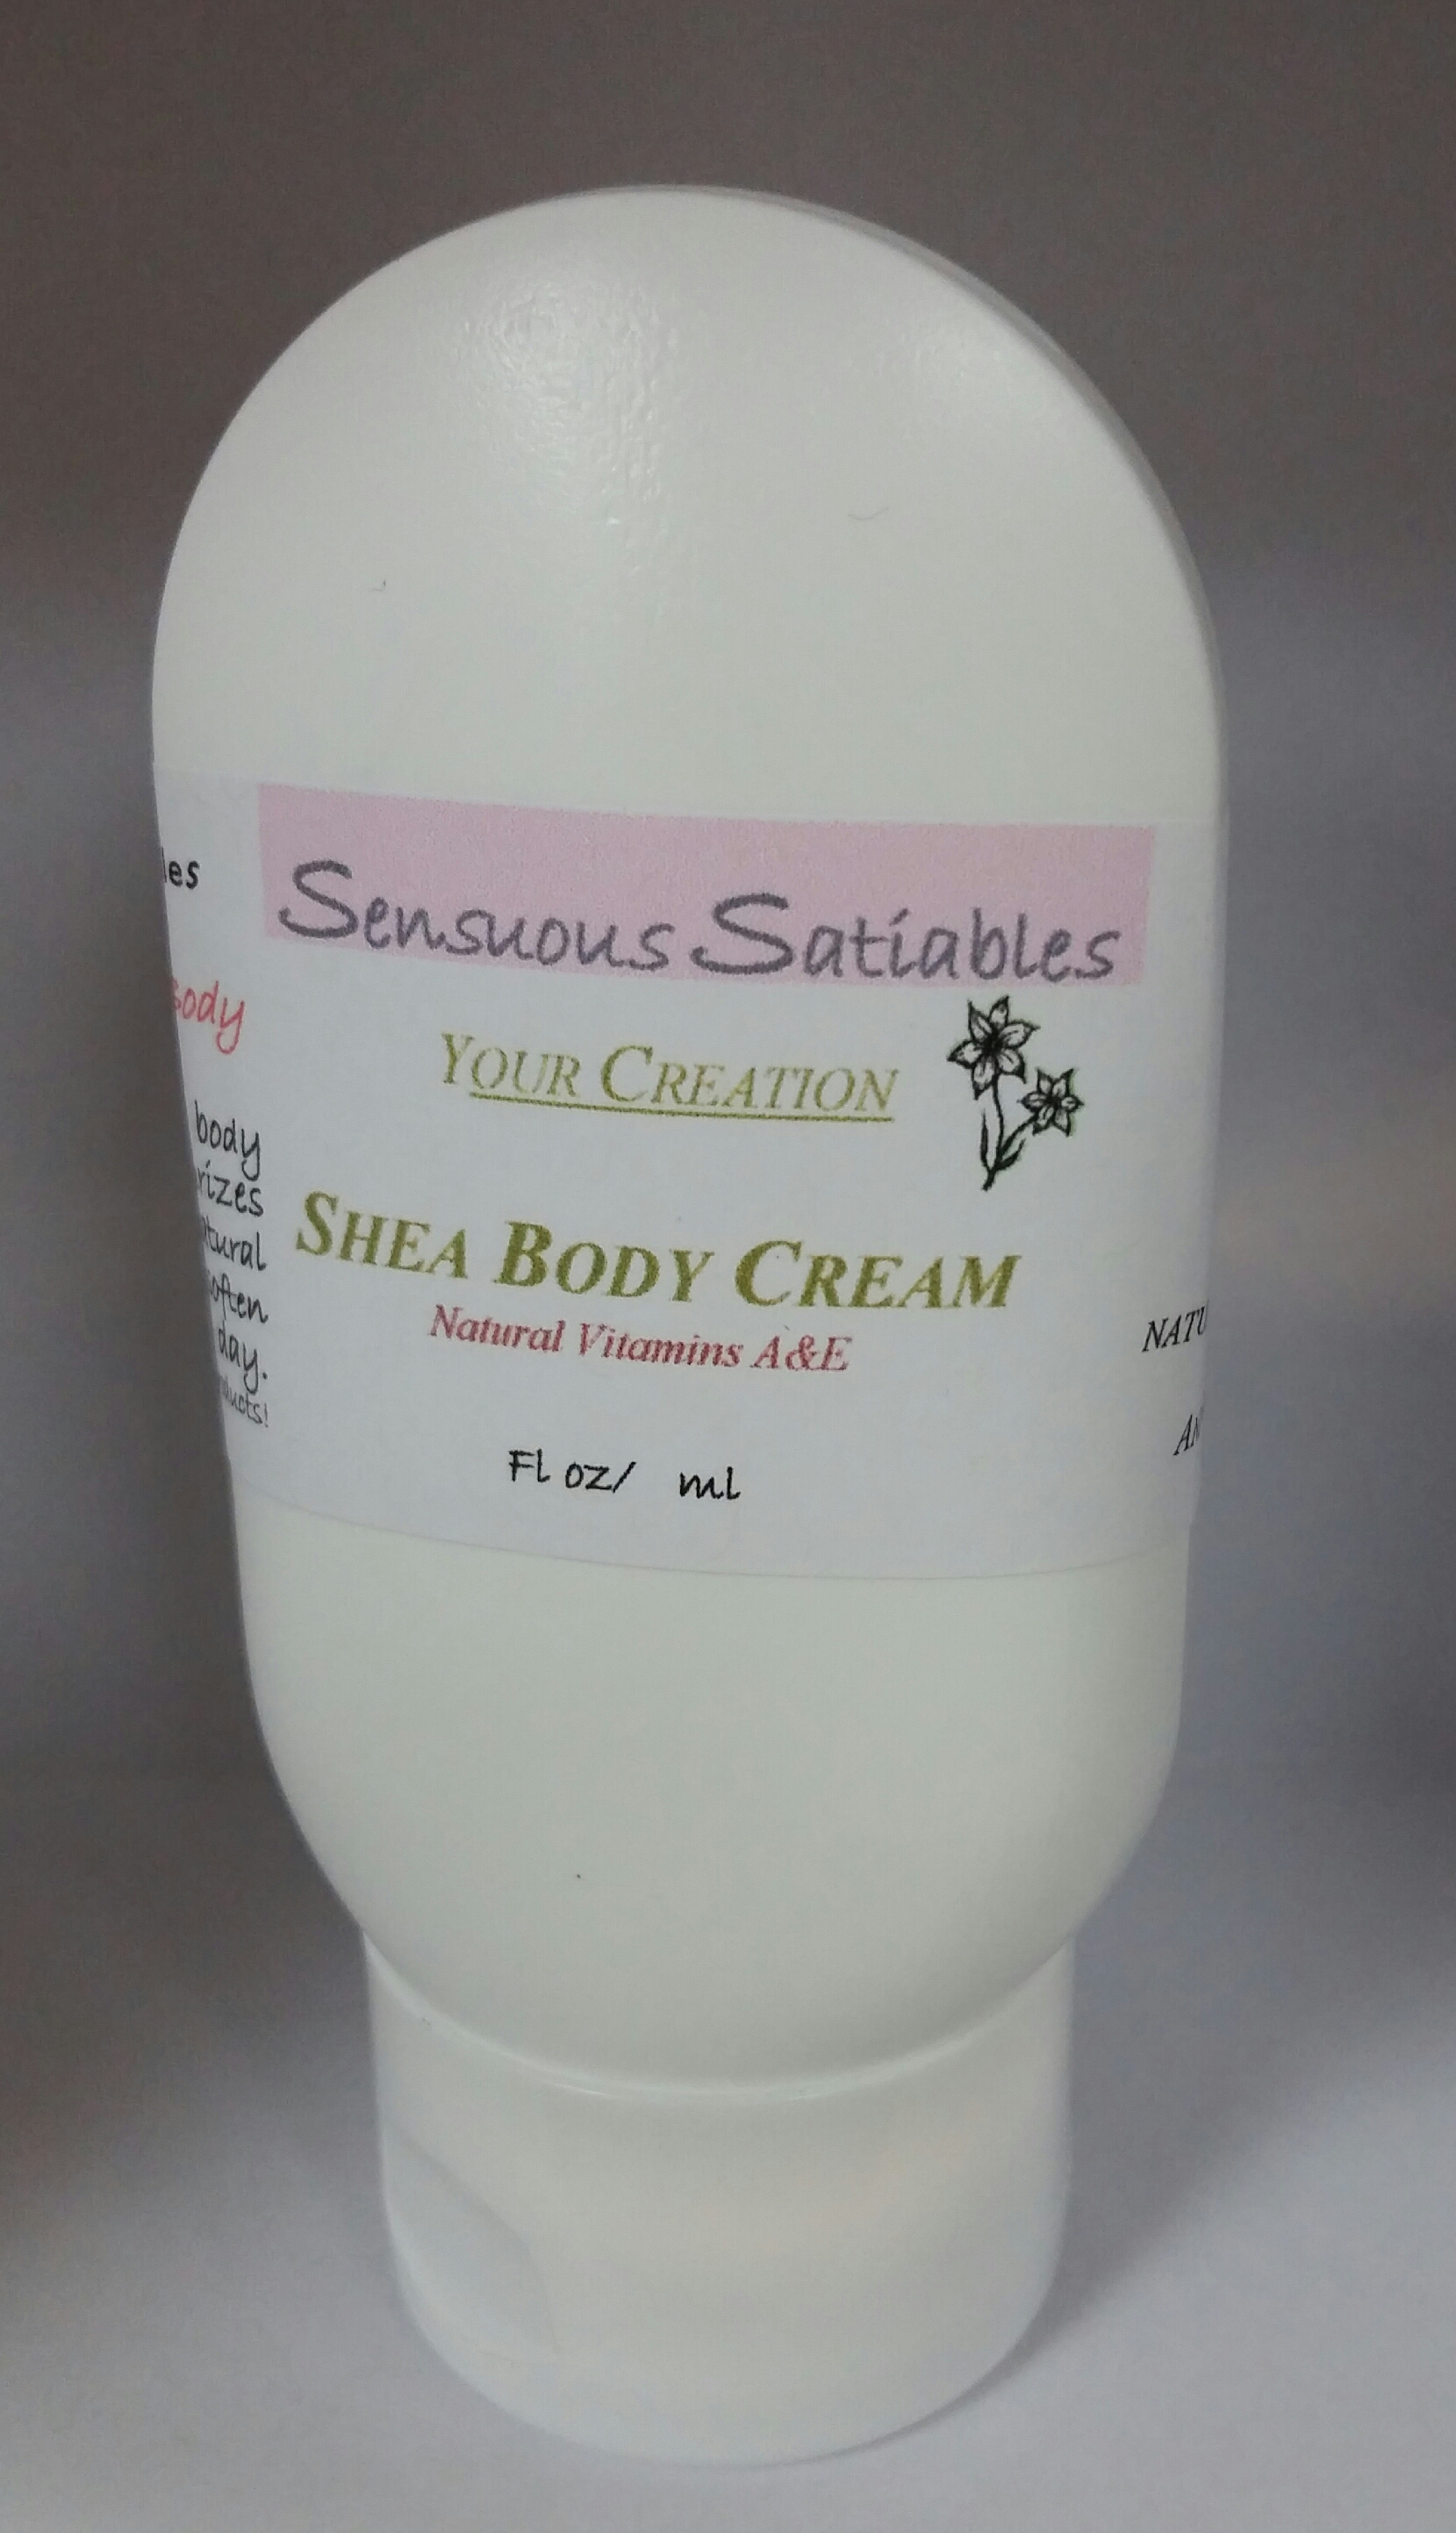 Sensuous Satiables
YOUR CREATION
SHEA BODY CREAM
Natural Vitamins A&E
Fl oz/ ml
body
day.